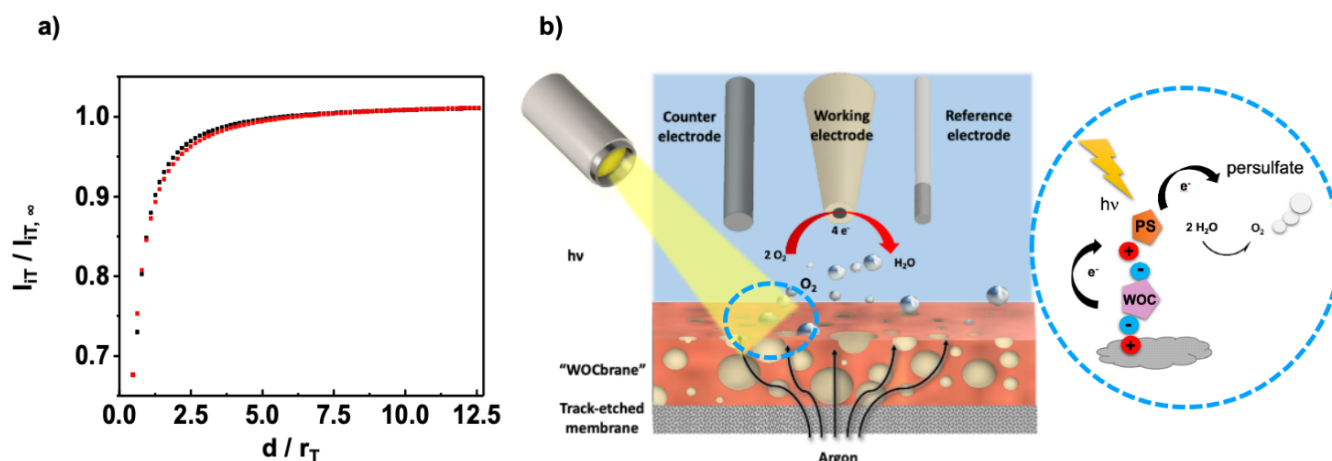 a)
I_iT / I_iT, ∞
1.0
0.9
0.8
0.7
0.0
2.5
5.0
7.5
10.0
12.5
d / r_T
b)
Counter
electrode
Working
electrode
Reference
electrode
4 e-
2 O2
H2O
hν
O2
"WOCbrane"
Track-etched
membrane
Argon
persulfate
e-
hν
PS
2 H2O
O2
+
e-
-
WOC
-
+